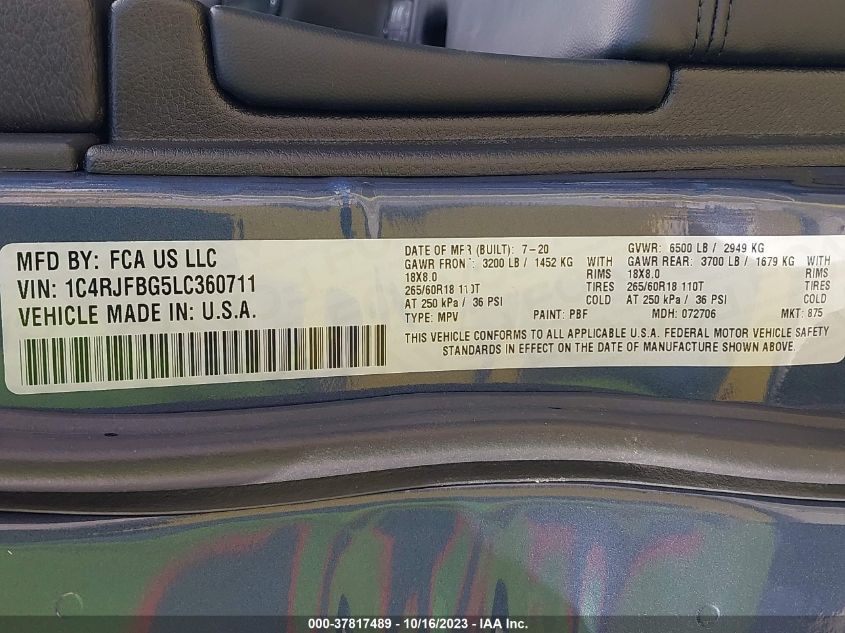 MFD BY: FCA US LLC
VIN: 1C4RJFBG5LC360711
VEHICLE MADE IN: U.S.A.
DATE OF MFR (BUILT): 7-20 GVWR: 6500 LB / 2949 KG
GAWR FRONT: 3200 LB / 1452 KG WITH GAWR REAR: 3700 LB / 1679 KG WITH
18X8.0 RIMS 18X8.0 RIMS
265/60R18 110T TIRES 265/60R18 110T TIRES
AT 250 kPa / 36 PSI COLD AT 250 kPa / 36 PSI COLD
TYPE: MPV PAINT: PBF MDH: 072706 MKT: 875
THIS VEHICLE CONFORMS TO ALL APPLICABLE U.S.A. FEDERAL MOTOR VEHICLE SAFETY
STANDARDS IN EFFECT ON THE DATE OF MANUFACTURE SHOWN ABOVE.
000-37817489 - 10/16/2023 - IAA Inc.